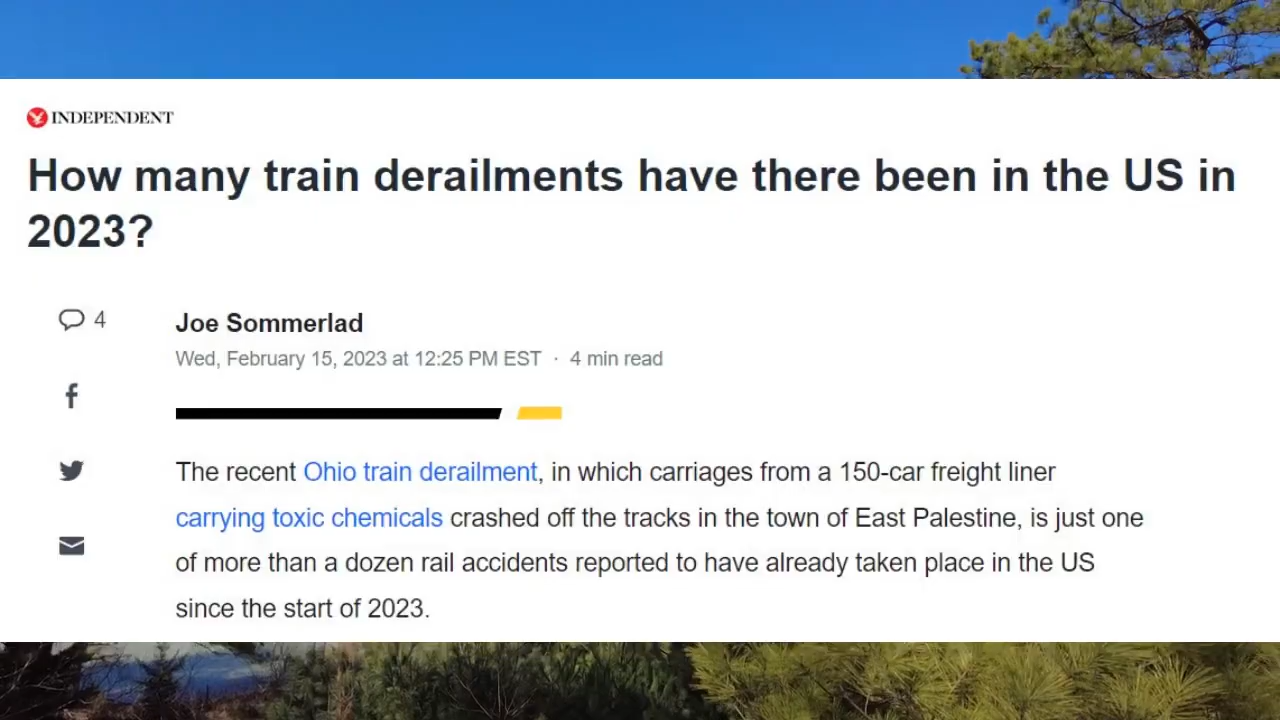 INDEPENDENT
How many train derailments have there been in the US in
2023?
4
Joe Sommerlad
Wed, February 15, 2023 at 12:25 PM EST · 4 min read
The recent Ohio train derailment, in which carriages from a 150-car freight liner
carrying toxic chemicals crashed off the tracks in the town of East Palestine, is just one
of more than a dozen rail accidents reported to have already taken place in the US
since the start of 2023.